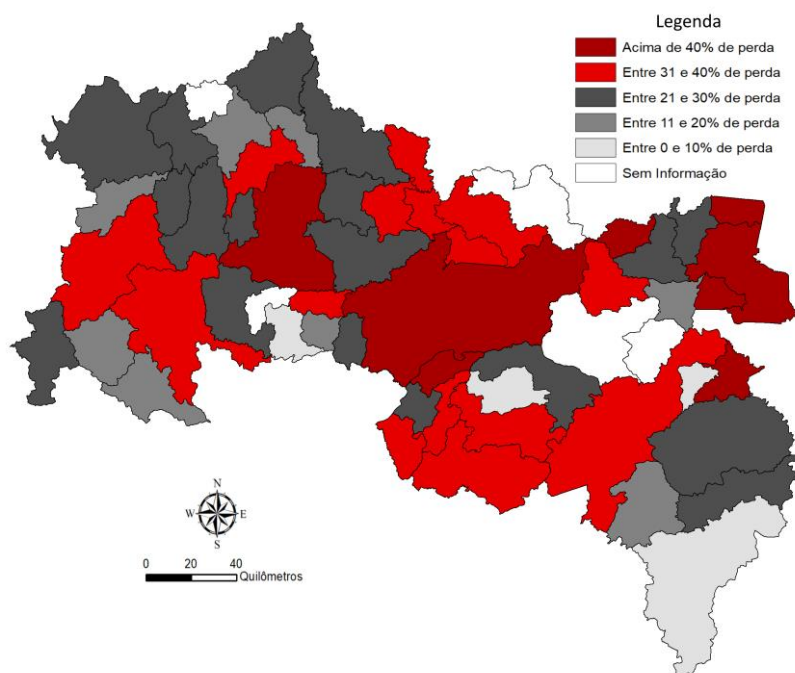 Legenda
Acima de 40% de perda
Entre 31 e 40% de perda
Entre 21 e 30% de perda
Entre 11 e 20% de perda
Entre 0 e 10% de perda
Sem Informação
N
W E
S
0 20 40
Quilômetros